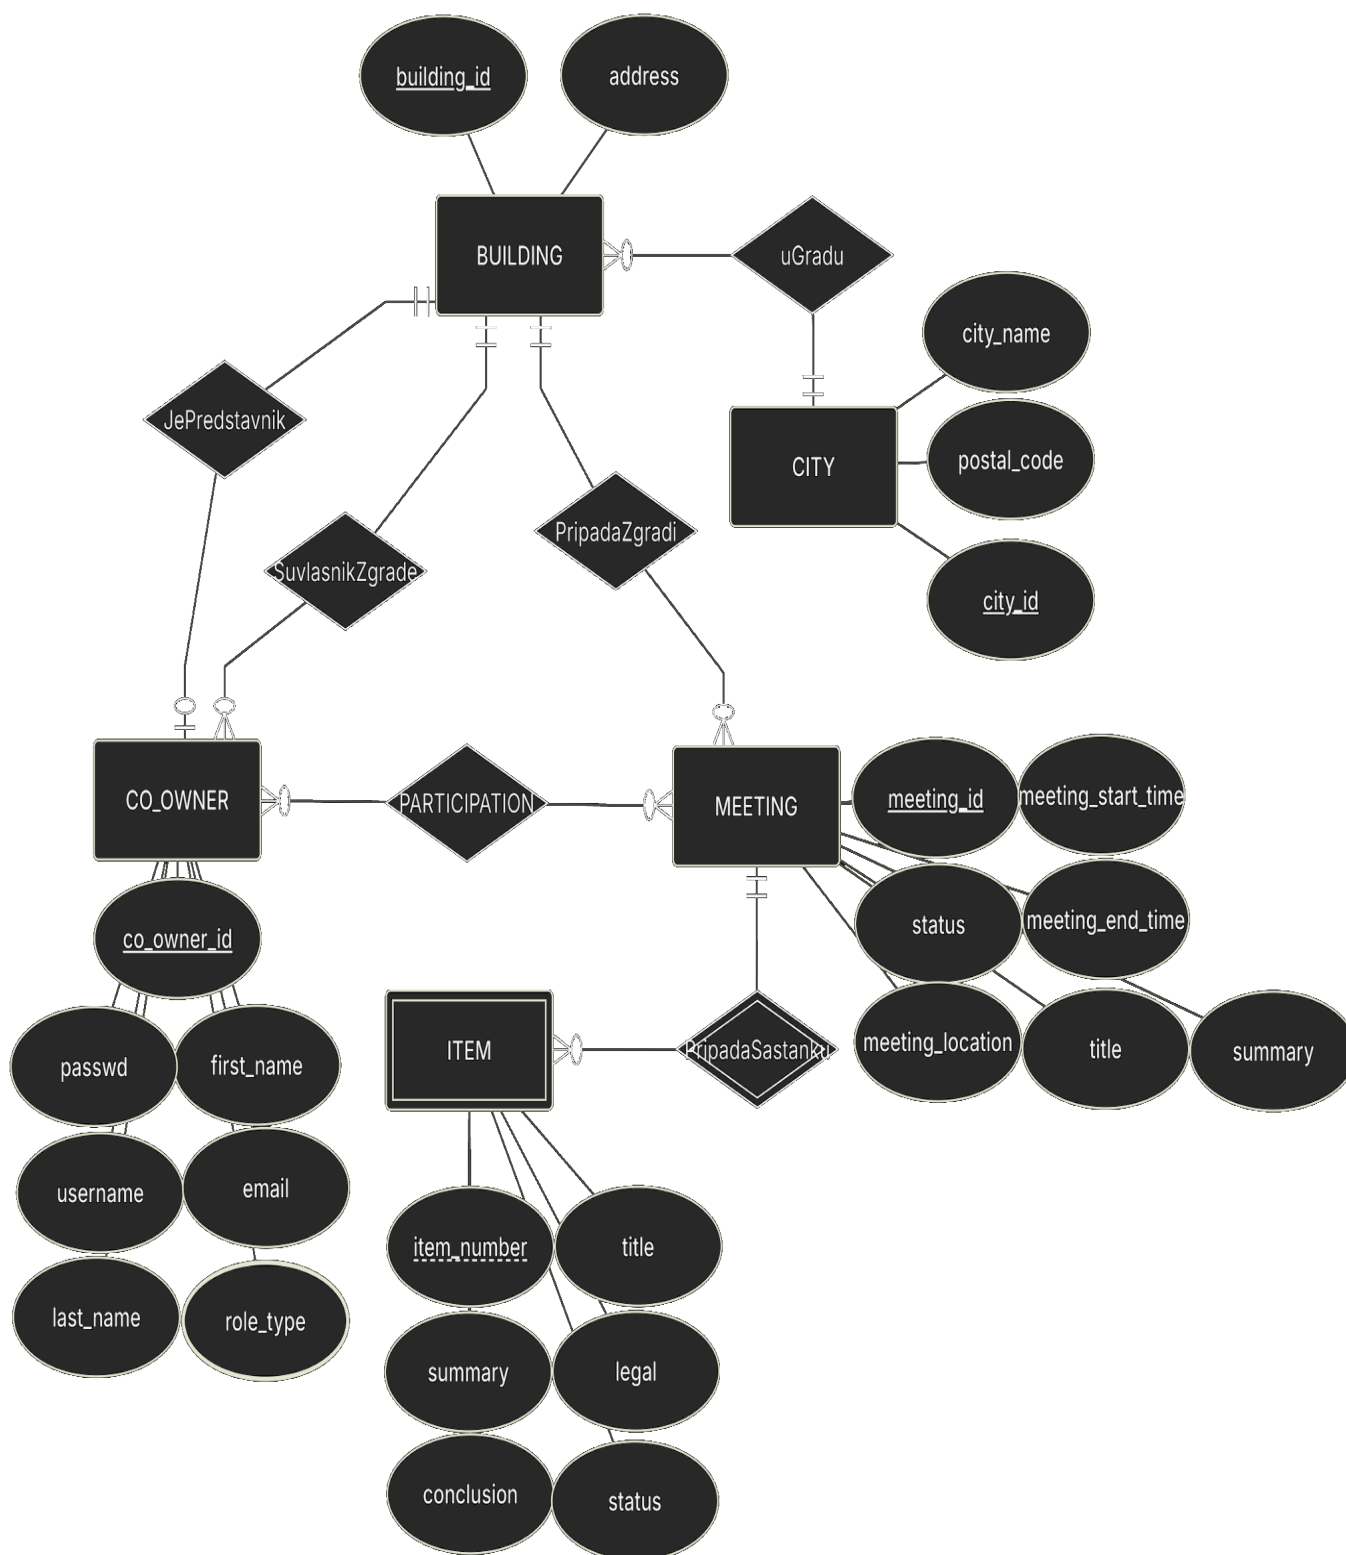 building_id
address
BUILDING
uGradu
city_name
JePredstavnik
postal_code
CITY
PripadaZgradi
SuvlasnikZgrade
city_id
CO_OWNER
PARTICIPATION
MEETING
meeting_id
meeting_start_time
status
meeting_end_time
co_owner_id
meeting_location
title
summary
ITEM
PripadaSastanku
passwd
first_name
username
email
item_number
title
last_name
role_type
summary
legal
conclusion
status